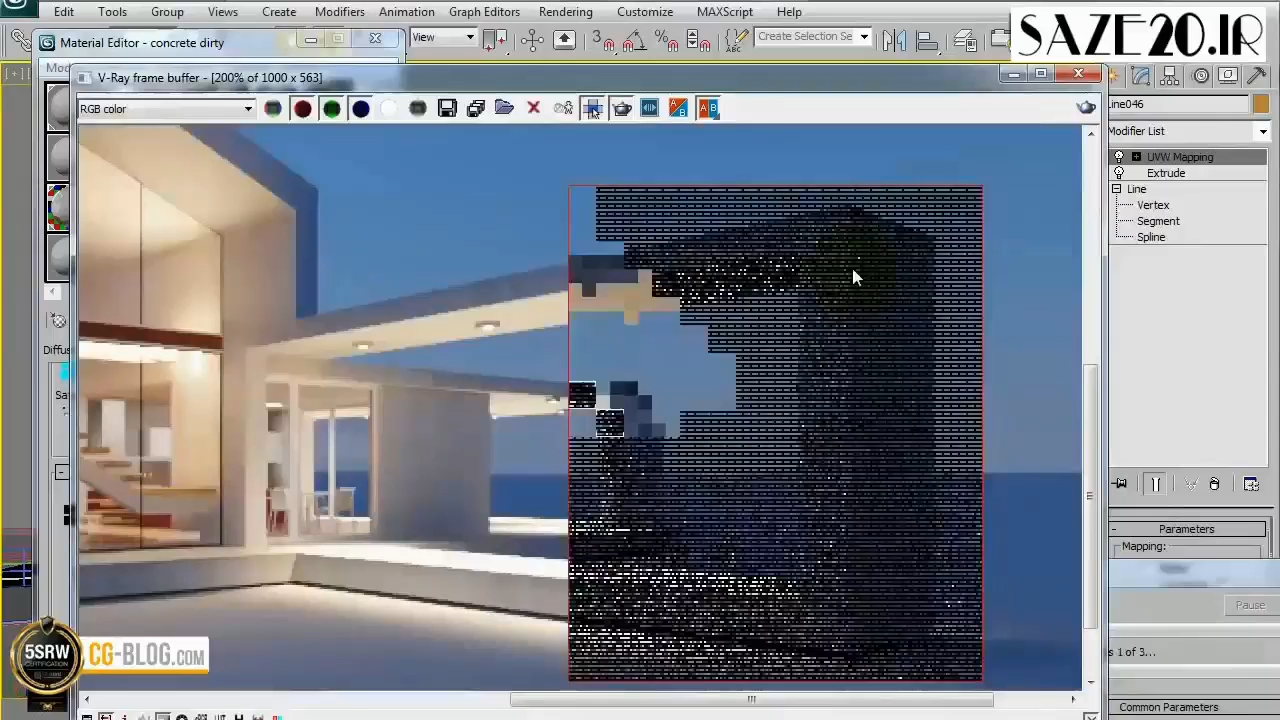 Edit Tools Group Views Create Modifiers Animation Graph Editors Rendering Customize MAXScript Help
SAZE20.IR
Material Editor - concrete dirty
View
3
Create Selection Se
V-Ray frame buffer - [200% of 1000 x 563]
RGB color
Line046
Modifier List
UVW Mapping
Extrude
Line
Vertex
Segment
Spline
Parameters
Mapping:
Pause
s 1 of 3...
Common Parameters
5SRW
CERTIFICATION
CG-BLOG.COM